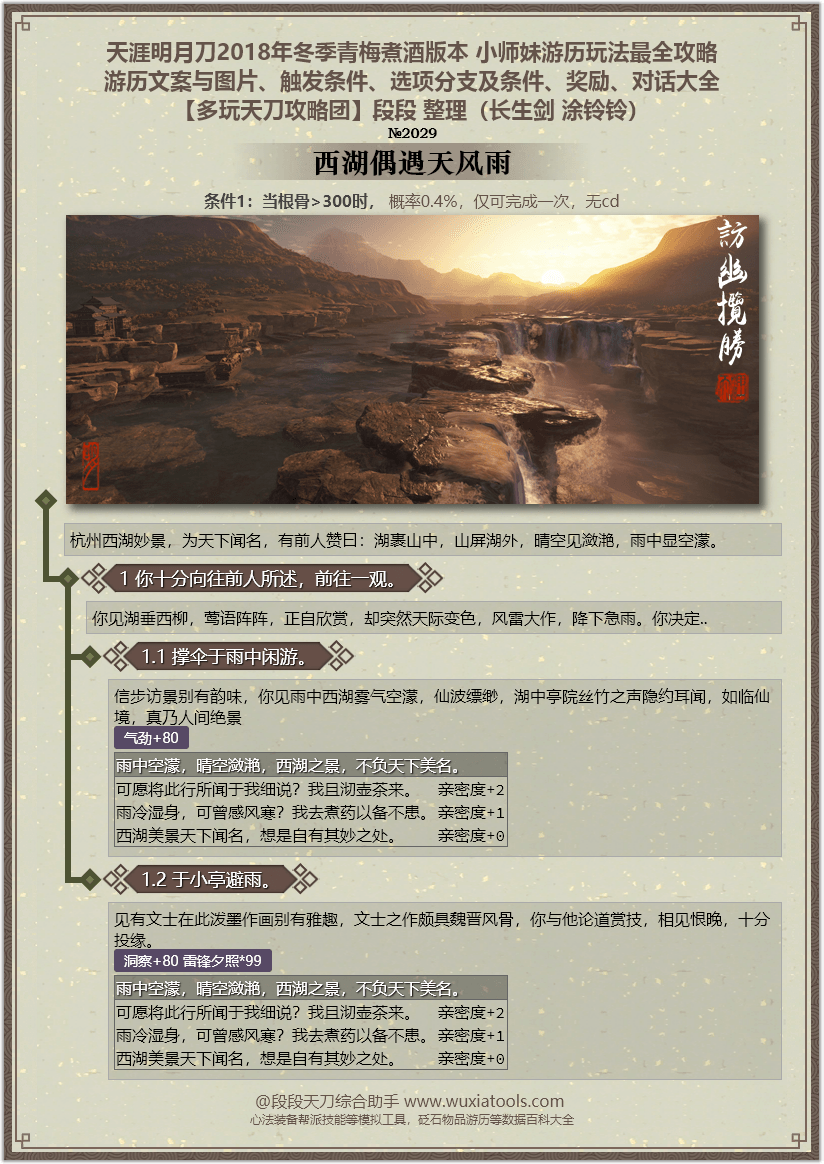 天涯明月刀2018年冬季青梅煮酒版本 小师妹游历玩法最全攻略
游历文案与图片、触发条件、选项分支及条件、奖励、对话大全
【多玩天刀攻略团】段段 整理（长生剑 涂铃铃）
№2029
西湖偶遇天风雨
条件1：当根骨>300时， 概率0.4%，仅可完成一次，无cd
訪幽攬勝
杭州西湖妙景，为天下闻名，有前人赞曰：湖裹山中，山屏湖外，晴空见潋滟，雨中显空濛。
1 你十分向往前人所述，前往一观。
你见湖垂西柳，莺语阵阵，正自欣赏，却突然天际变色，风雷大作，降下急雨。你决定..
1.1 撑伞于雨中闲游。
信步访景别有韵味，你见雨中西湖雾气空濛，仙波缥缈，湖中亭院丝竹之声隐约耳闻，如临仙
境，真乃人间绝景
气劲+80
雨中空濛，晴空潋滟，西湖之景，不负天下美名。
可愿将此行所闻于我细说？我且沏壶茶来。 亲密度+2
雨冷湿身，可曾感风寒？我去煮药以备不患。 亲密度+1
西湖美景天下闻名，想是自有其妙之处。 亲密度+0
1.2 于小亭避雨。
见有文士在此泼墨作画别有雅趣，文士之作颇具魏晋风骨，你与他论道赏技，相见恨晚，十分
投缘。
洞察+80 雷锋夕照*99
雨中空濛，晴空潋滟，西湖之景，不负天下美名。
可愿将此行所闻于我细说？我且沏壶茶来。 亲密度+2
雨冷湿身，可曾感风寒？我去煮药以备不患。 亲密度+1
西湖美景天下闻名，想是自有其妙之处。 亲密度+0
@段段天刀综合助手 www.wuxiatools.com
心法装备帮派技能等模拟工具，砭石物品游历等数据百科大全